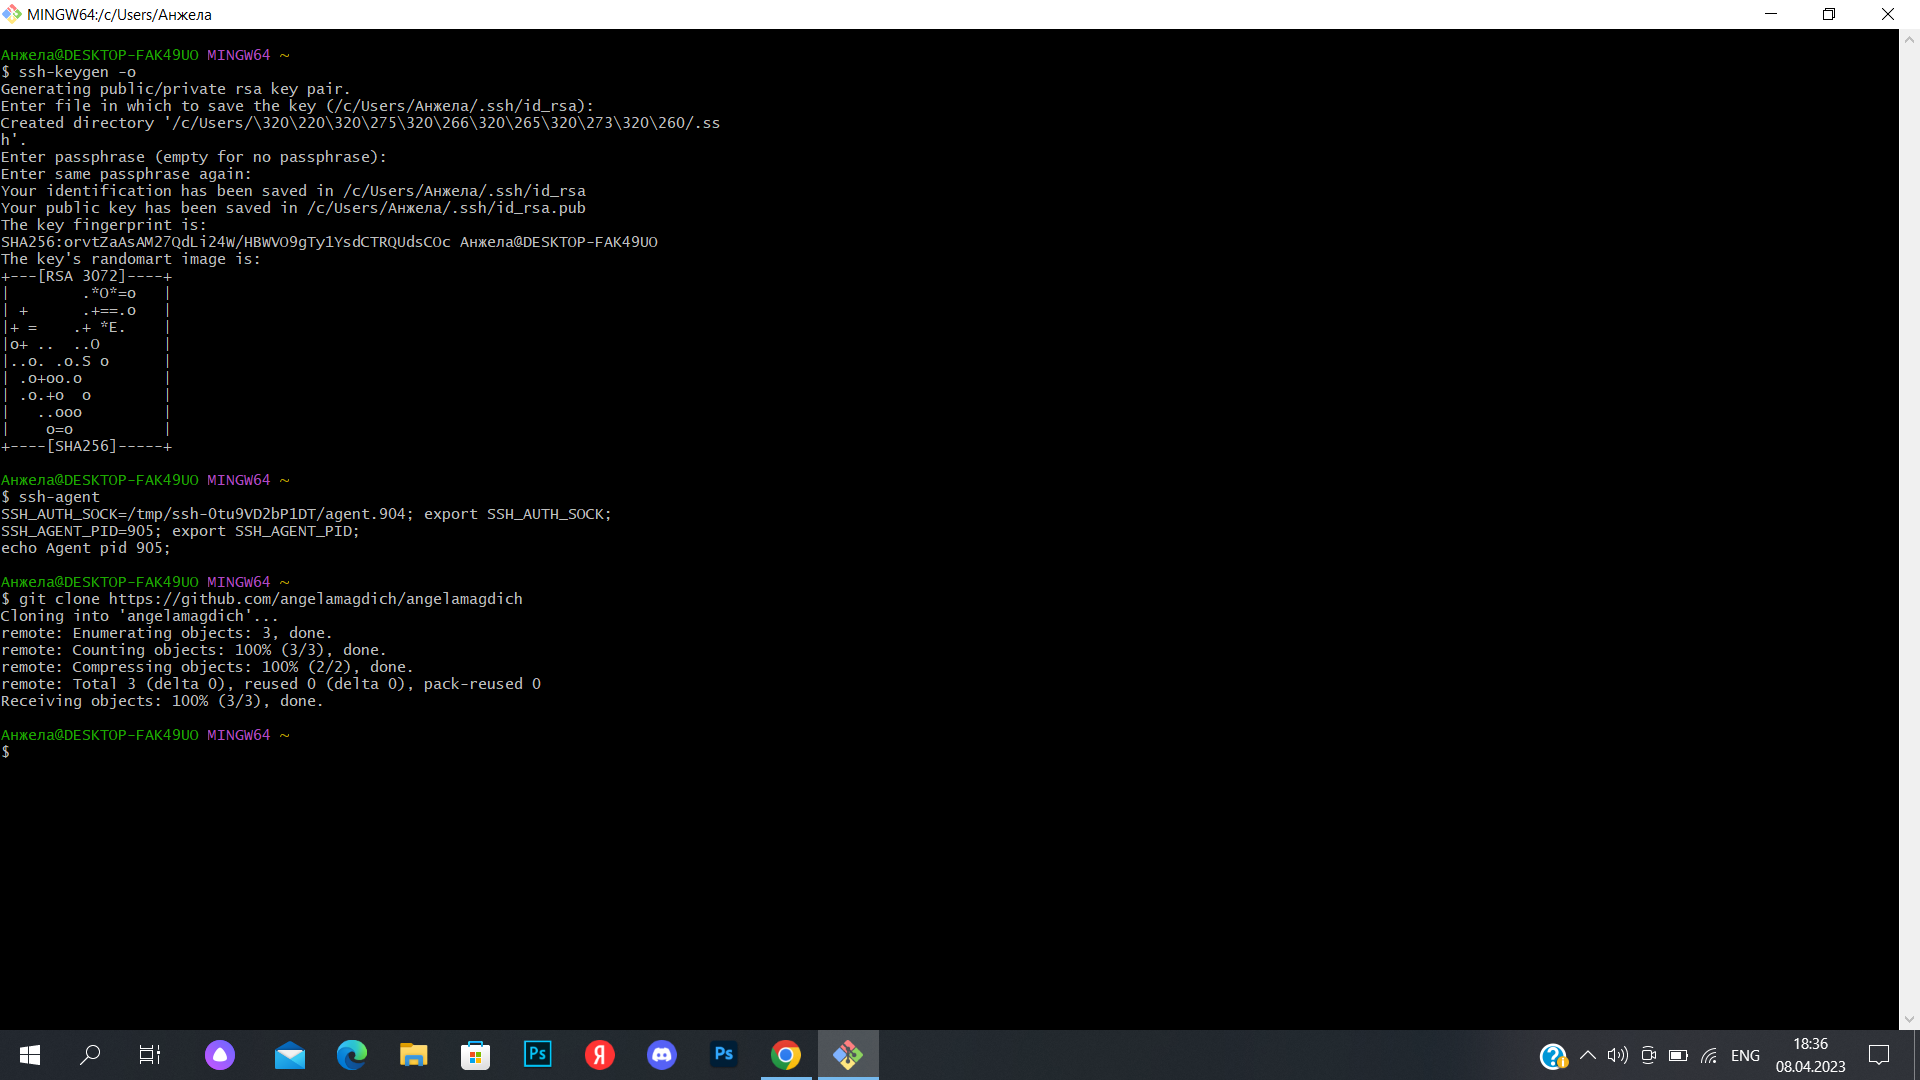 MINGW64:/c/Users/Анжела
Анжела@DESKTOP-FAK49UO MINGW64 ~
$ ssh-keygen -o
Generating public/private rsa key pair.
Enter file in which to save the key (/c/Users/Анжела/.ssh/id_rsa):
Created directory '/c/Users/\320\220\320\275\320\266\320\265\320\273\320\260/.ss
h'.
Enter passphrase (empty for no passphrase):
Enter same passphrase again:
Your identification has been saved in /c/Users/Анжела/.ssh/id_rsa
Your public key has been saved in /c/Users/Анжела/.ssh/id_rsa.pub
The key fingerprint is:
SHA256:orvtZaAsAM27QdLi24W/HBWVO9gTy1YsdCTRQUdsCOc Анжела@DESKTOP-FAK49UO
The key's randomart image is:
+---[RSA 3072]----+
|        .*O*=o   |
| +      .+==.o   |
|+ =    .+ *E.    |
|o+ ..  ..O       |
|..o. .o.S o      |
| .o+oo.o         |
| .o.+o  o        |
|   ..ooo         |
|    o=o          |
+----[SHA256]-----+
Анжела@DESKTOP-FAK49UO MINGW64 ~
$ ssh-agent
SSH_AUTH_SOCK=/tmp/ssh-Otu9VD2bP1DT/agent.904; export SSH_AUTH_SOCK;
SSH_AGENT_PID=905; export SSH_AGENT_PID;
echo Agent pid 905;
Анжела@DESKTOP-FAK49UO MINGW64 ~
$ git clone https://github.com/angelamagdich/angelamagdich
Cloning into 'angelamagdich'...
remote: Enumerating objects: 3, done.
remote: Counting objects: 100% (3/3), done.
remote: Compressing objects: 100% (2/2), done.
remote: Total 3 (delta 0), reused 0 (delta 0), pack-reused 0
Receiving objects: 100% (3/3), done.
Анжела@DESKTOP-FAK49UO MINGW64 ~
$
Ps
Я
Ps
ENG
18:36
08.04.2023